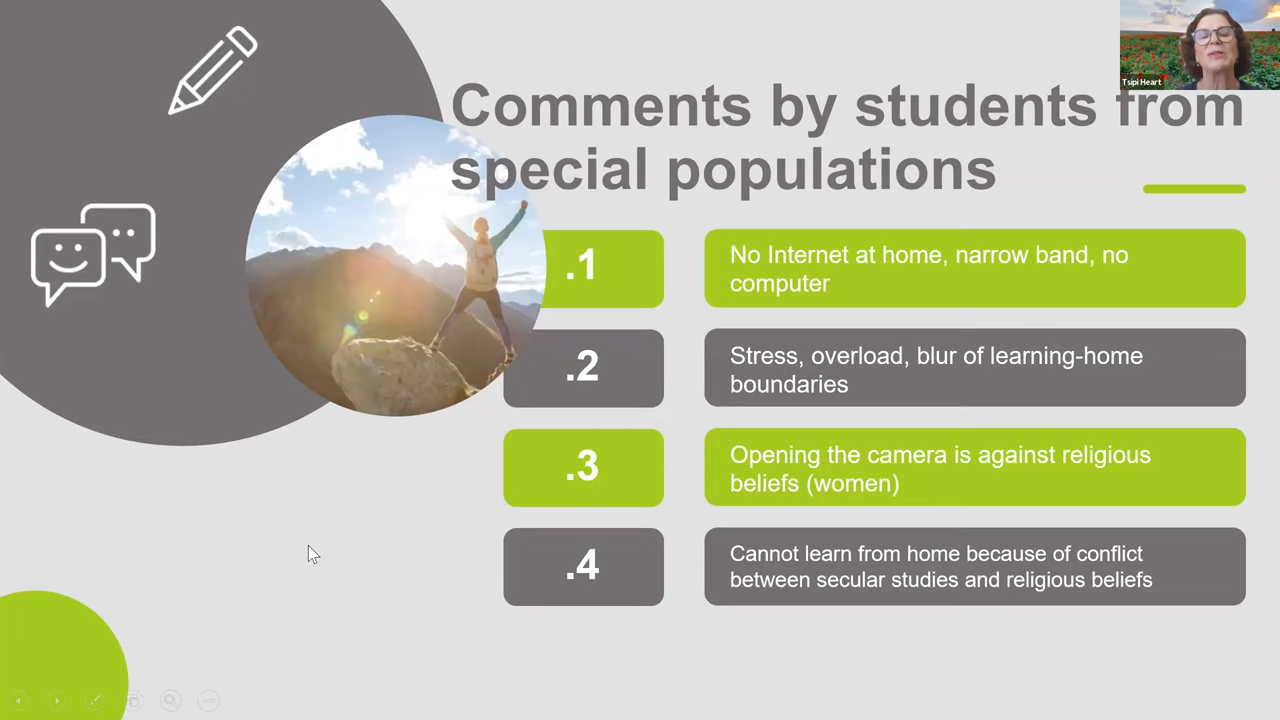 Tsipi Heart
Comments by students from
special populations
.1
No Internet at home, narrow band, no
computer
.2
Stress, overload, blur of learning-home
boundaries
.3
Opening the camera is against religious
beliefs (women)
.4
Cannot learn from home because of conflict
between secular studies and religious beliefs